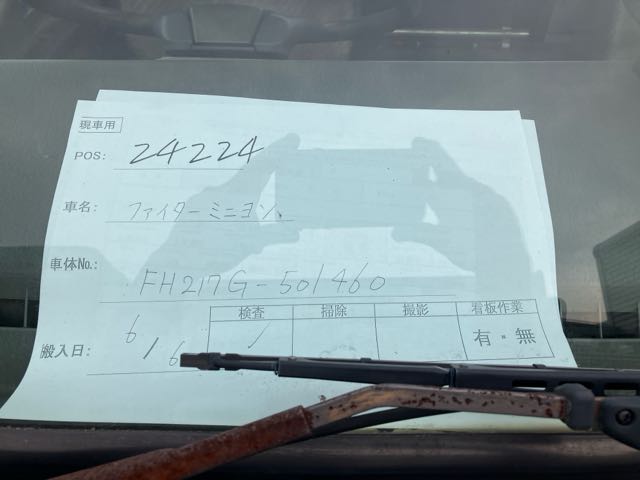 現車用
POS: 24224
車名: ファイターミニヨン
車体No.: FH217G-501460
検査 掃除 撮影 看板作業
✓ 有・無
搬入日: 6/6